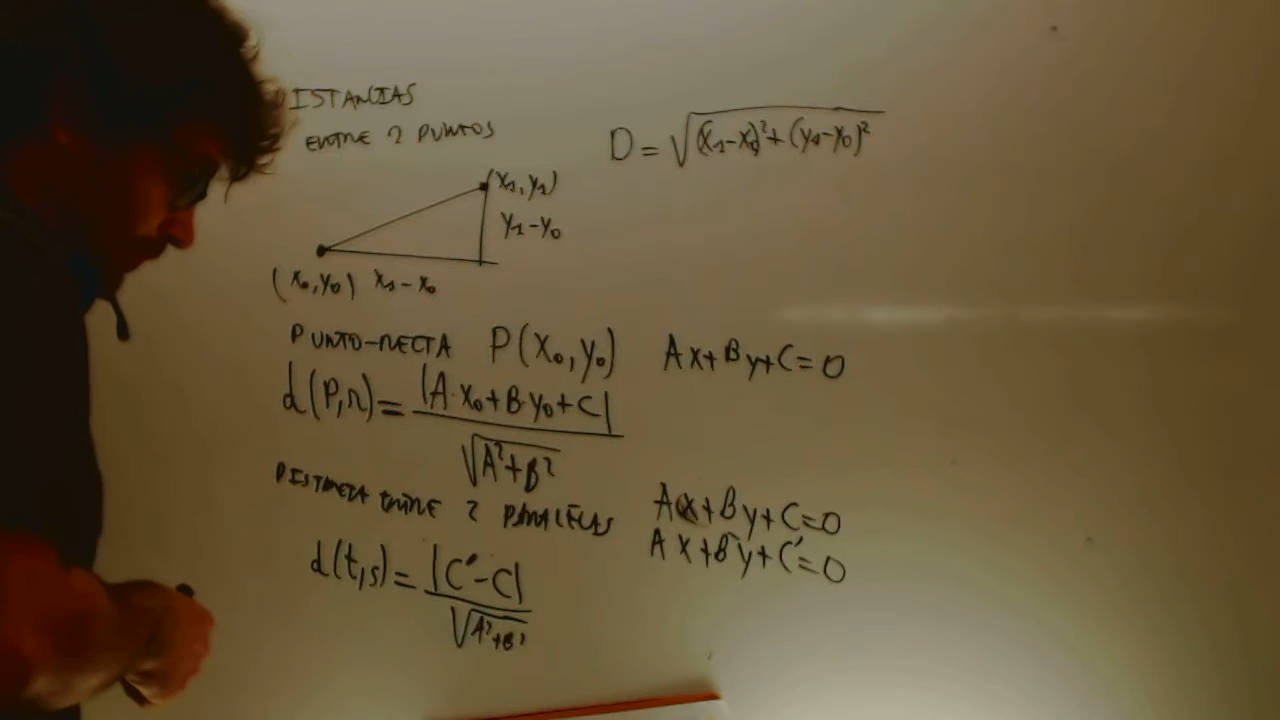 ISTANCIAS
ENTRE 2 PUNTOS
D = √(x₁-x₀)²+(y₁-y₀)²
(x₁,y₁)
y₁-y₀
(x₀,y₀) x₁-x₀
PUNTO-RECTA P(x₀,y₀) Ax+By+C=0
d(P,r)= |A·x₀+B·y₀+C|
√A²+B²
DISTANCIA ENTRE 2 PARALELAS Ax+By+C=0
Ax+By+C'=0
d(t,s)= |C'-C|
√A²+B²